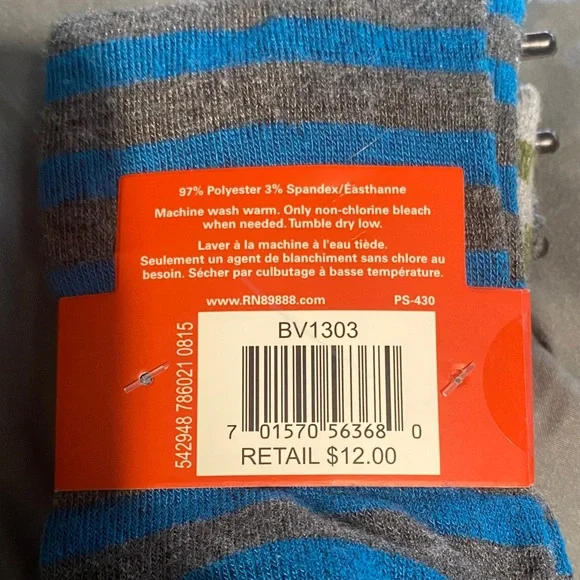 97% Polyester 3% Spandex/Éasthanne
Machine wash warm. Only non-chlorine bleach
when needed. Tumble dry low.
Laver à la machine à l'eau tiède.
Seulement un agent de blanchiment sans chlore au
besoin. Sécher par culbutage à basse température.
www.RN89888.com PS-430
542948 786021 0815
BV1303
7 01570 56368 0
RETAIL $12.00